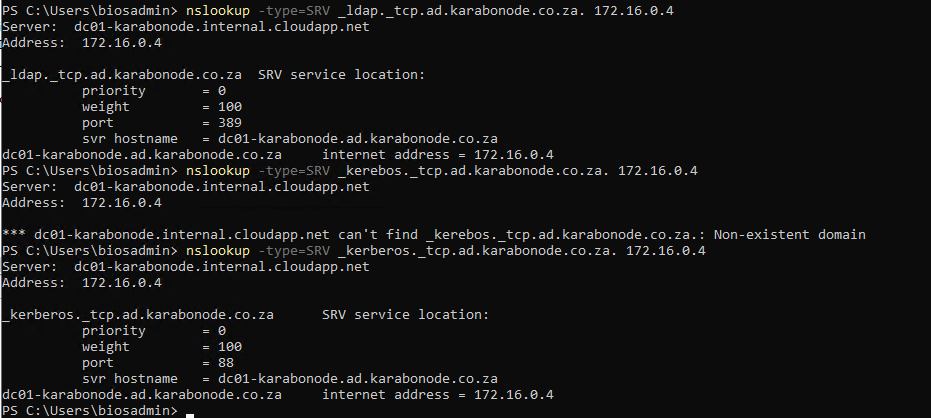 PS C:\Users\biosadmin> nslookup -type=SRV _ldap._tcp.ad.karabonode.co.za. 172.16.0.4
Server:  dc01-karabonode.internal.cloudapp.net
Address:  172.16.0.4

_ldap._tcp.ad.karabonode.co.za  SRV service location:
          priority       = 0
          weight         = 100
          port           = 389
          svr hostname   = dc01-karabonode.ad.karabonode.co.za
dc01-karabonode.ad.karabonode.co.za     internet address = 172.16.0.4
PS C:\Users\biosadmin> nslookup -type=SRV _kerebos._tcp.ad.karabonode.co.za. 172.16.0.4
Server:  dc01-karabonode.internal.cloudapp.net
Address:  172.16.0.4

*** dc01-karabonode.internal.cloudapp.net can't find _kerebos._tcp.ad.karabonode.co.za.: Non-existent domain
PS C:\Users\biosadmin> nslookup -type=SRV _kerberos._tcp.ad.karabonode.co.za. 172.16.0.4
Server:  dc01-karabonode.internal.cloudapp.net
Address:  172.16.0.4

_kerberos._tcp.ad.karabonode.co.za      SRV service location:
          priority       = 0
          weight         = 100
          port           = 88
          svr hostname   = dc01-karabonode.ad.karabonode.co.za
dc01-karabonode.ad.karabonode.co.za     internet address = 172.16.0.4
PS C:\Users\biosadmin>